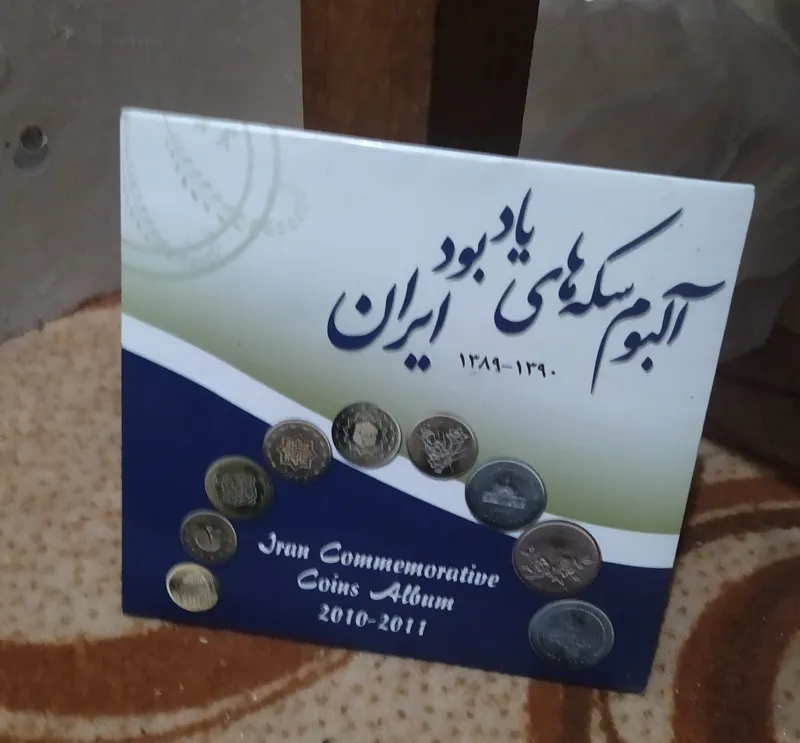 آلبوم سکه های یادبود ایران
۱۳۸۹-۱۳۹۰
Iran Commemorative
Coins Album
2010-2011